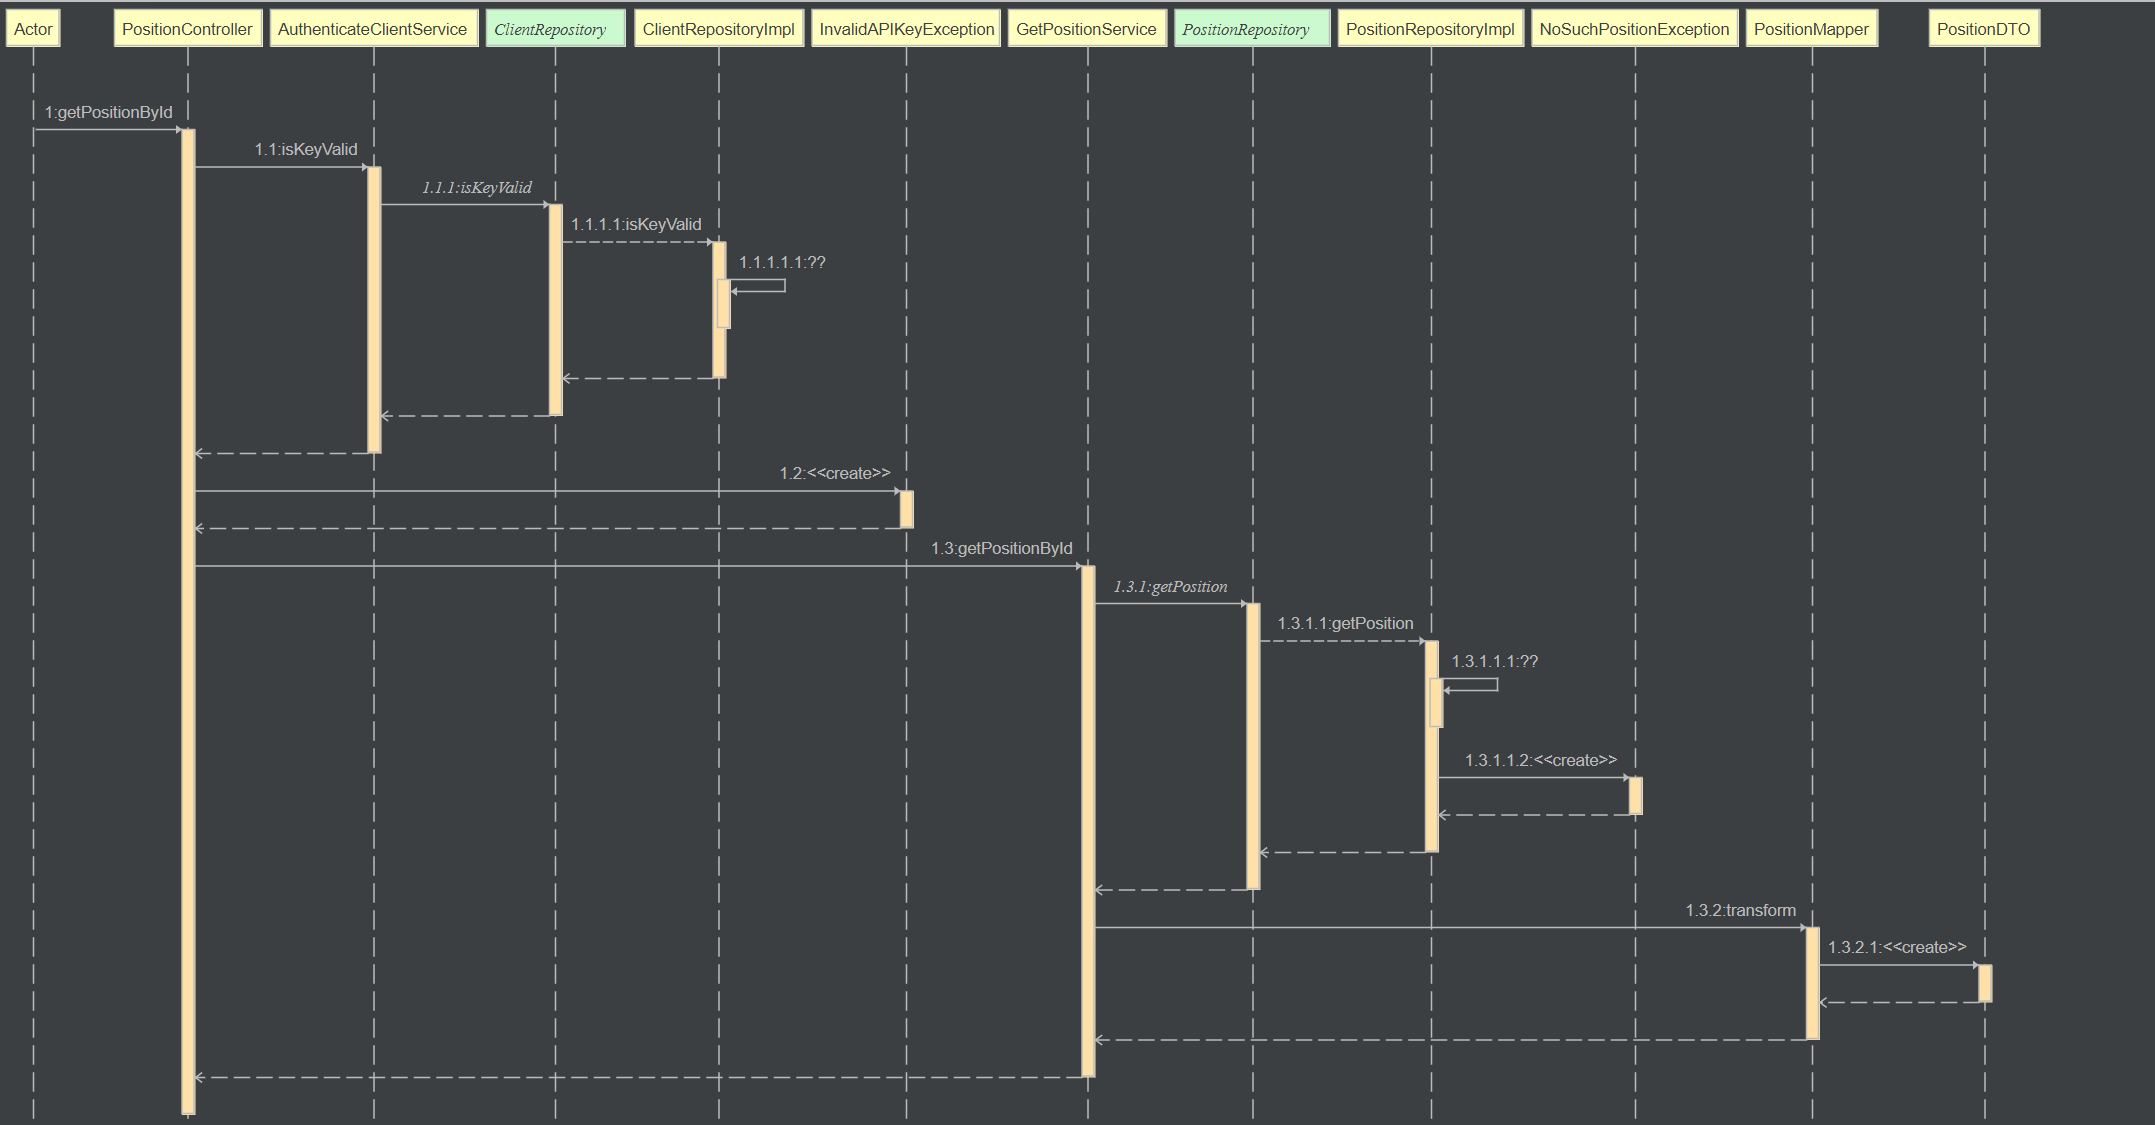 Actor
PositionController
AuthenticateClientService
ClientRepository
ClientRepositoryImpl
InvalidAPIKeyException
GetPositionService
PositionRepository
PositionRepositoryImpl
NoSuchPositionException
PositionMapper
PositionDTO
1:getPositionById
1.1:isKeyValid
1.1.1:isKeyValid
1.1.1.1:isKeyValid
1.1.1.1.1:??
1.2:<<create>>
1.3:getPositionById
1.3.1:getPosition
1.3.1.1:getPosition
1.3.1.1.1:??
1.3.1.1.2:<<create>>
1.3.2:transform
1.3.2.1:<<create>>